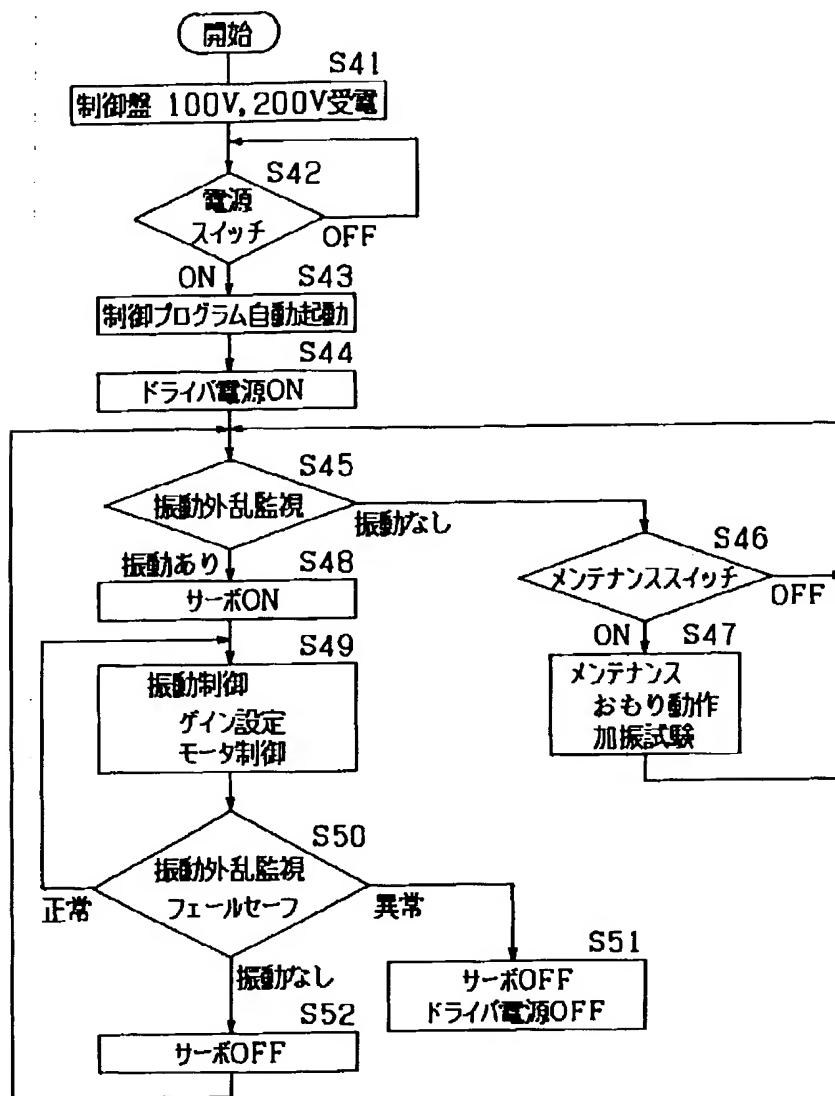 開始
S41
制御盤 100V,200V受電
S42
電源
スイッチ
OFF
ON
S43
制御プログラム自動起動
S44
ドライバ電源ON
S45
振動外乱監視
振動なし
S46
メンテナンススイッチ
OFF
振動あり
S48
サーボON
ON
S47
メンテナンス
おもり動作
加振試験
S49
振動制御
ゲイン設定
モータ制御
S50
振動外乱監視
フェールセーフ
正常
異常
S51
サーボOFF
ドライバ電源OFF
振動なし
S52
サーボOFF